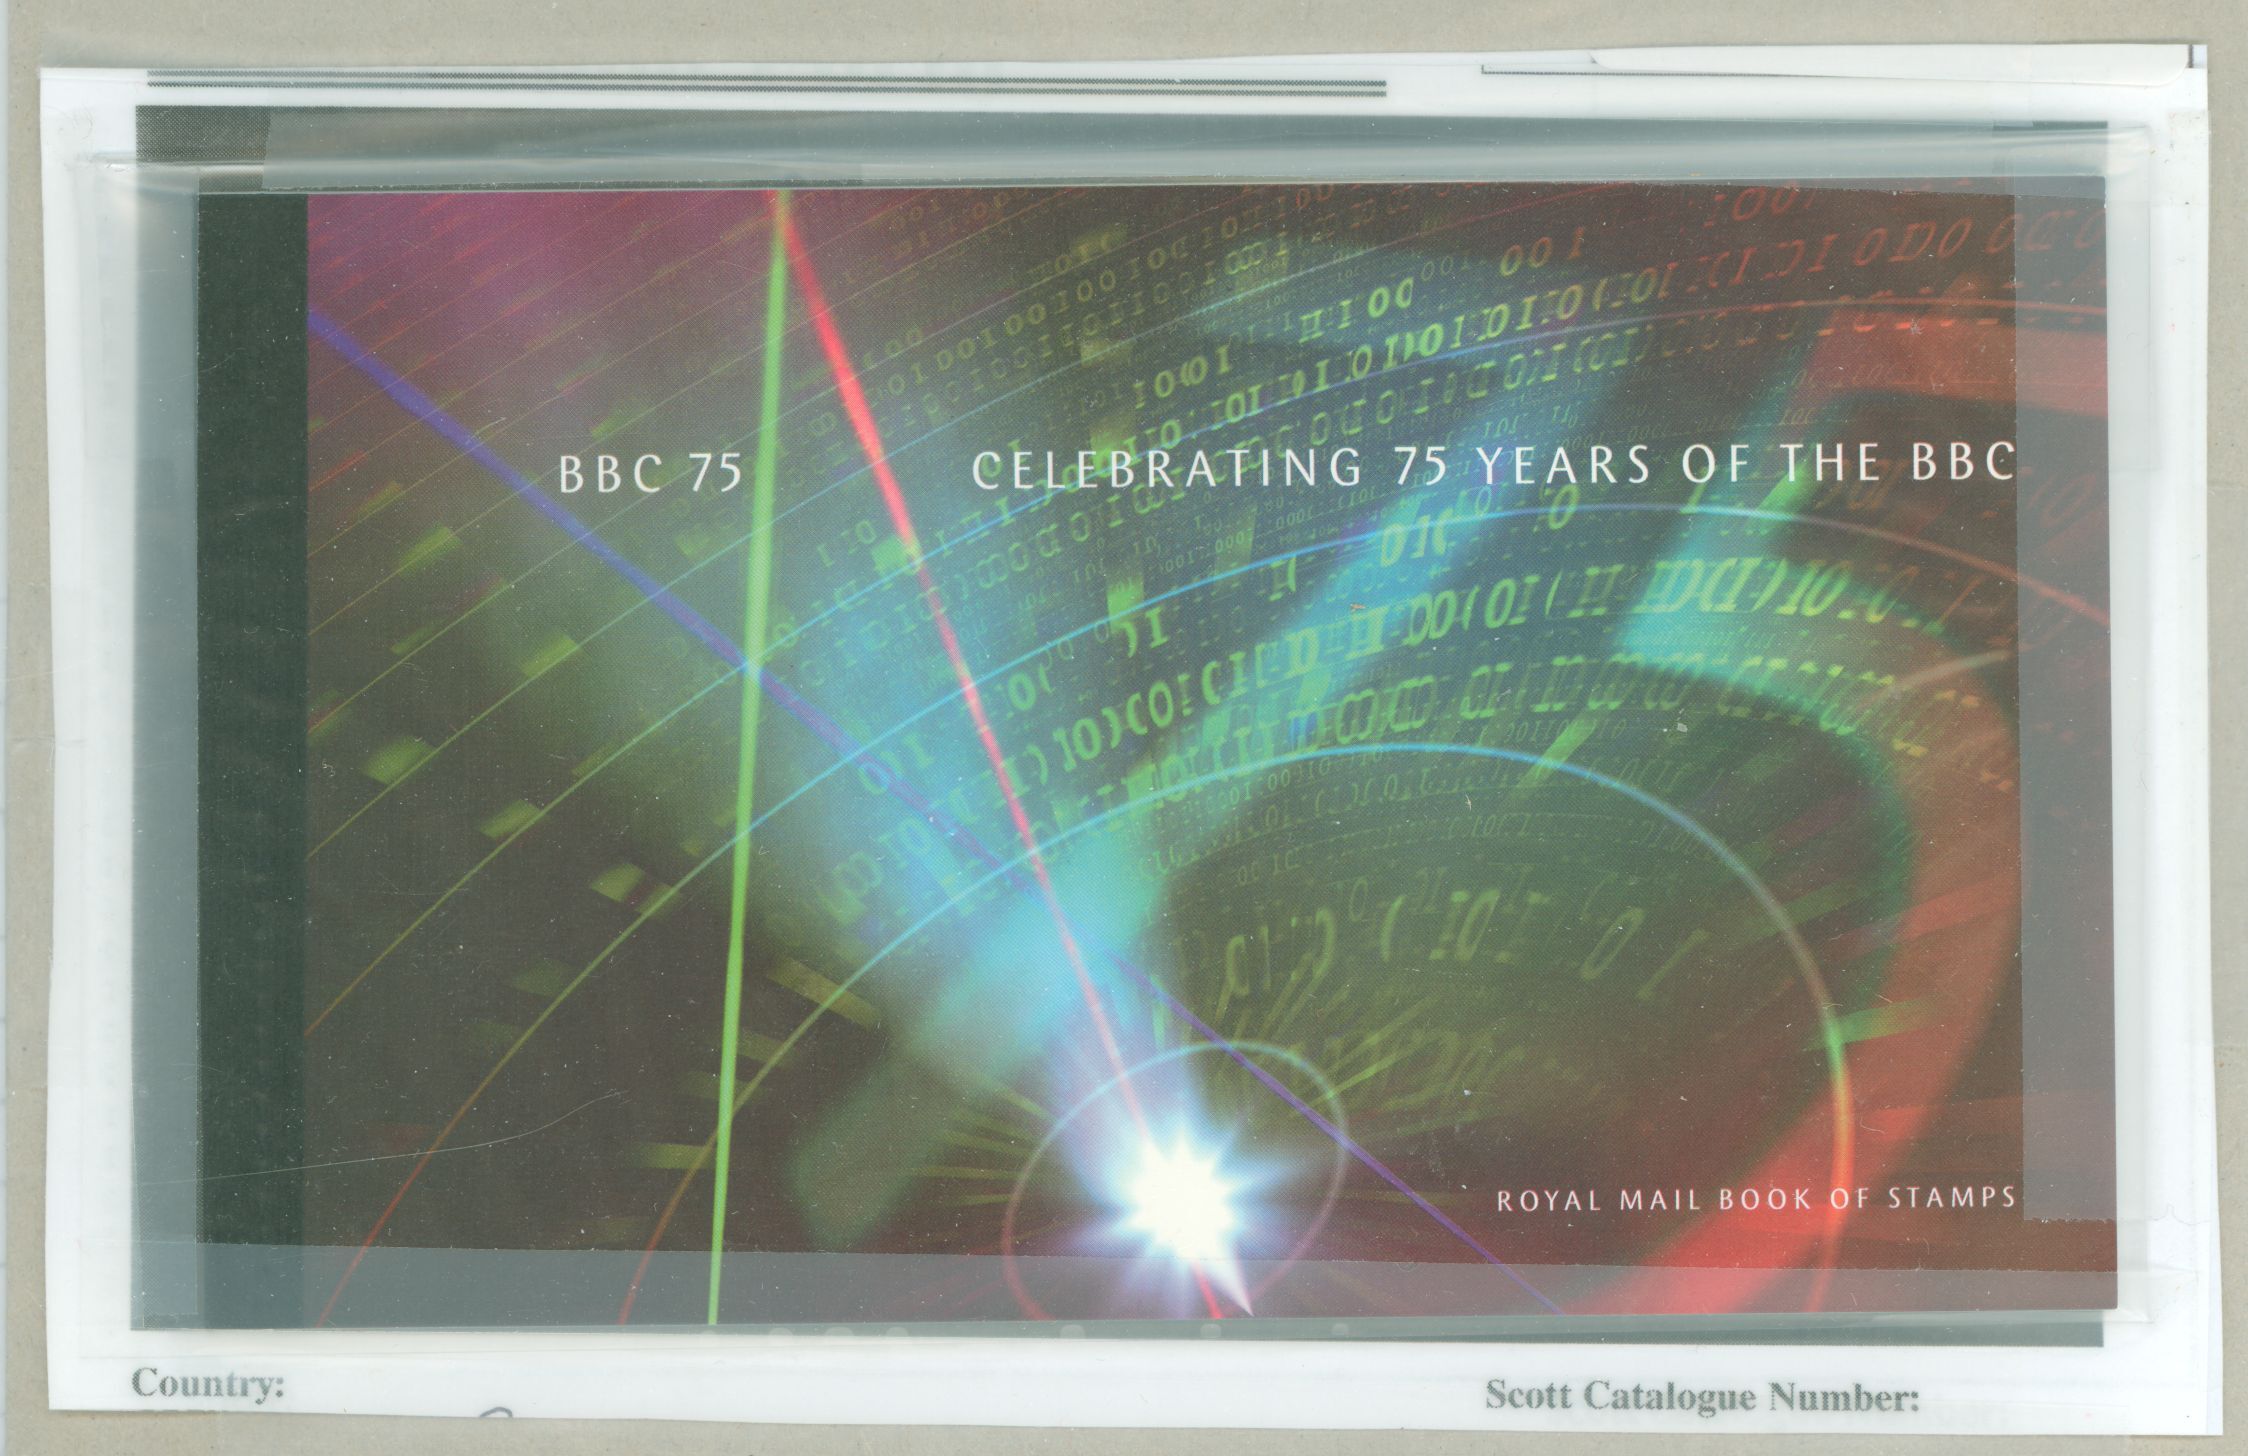 BBC 75
CELEBRATING 75 YEARS OF THE BBC
ROYAL MAIL BOOK OF STAMPS
Country:
Scott Catalogue Number: